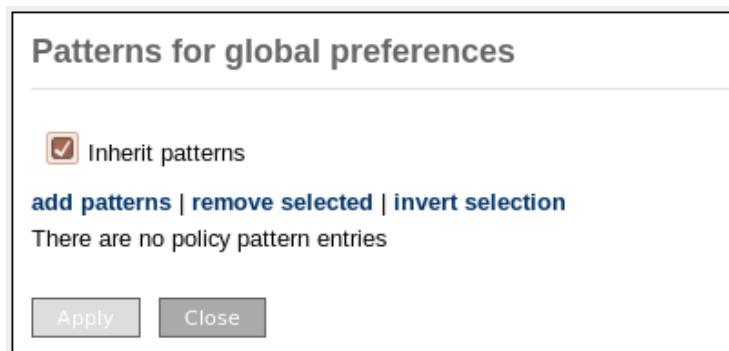 Patterns for global preferences
Inherit patterns
add patterns | remove selected | invert selection
There are no policy pattern entries
Apply Close